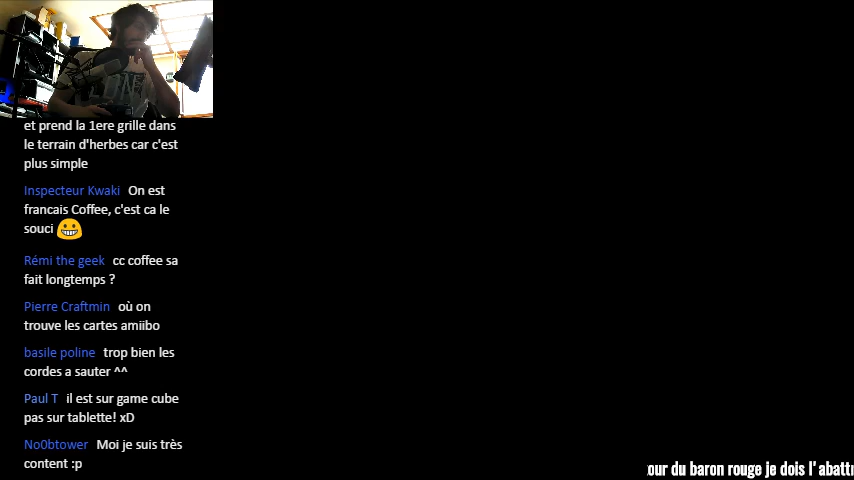 et prend la 1ere grille dans
le terrain d'herbes car c'est
plus simple
Inspecteur Kwaki On est
francais Coffee, c'est ca le
souci
Rémi the geek cc coffee sa
fait longtemps ?
Pierre Craftmin où on
trouve les cartes amiibo
basile poline trop bien les
cordes a sauter ^^
Paul T il est sur game cube
pas sur tablette! xD
No0btower Moi je suis très
content :p
du baron rouge je dois l'